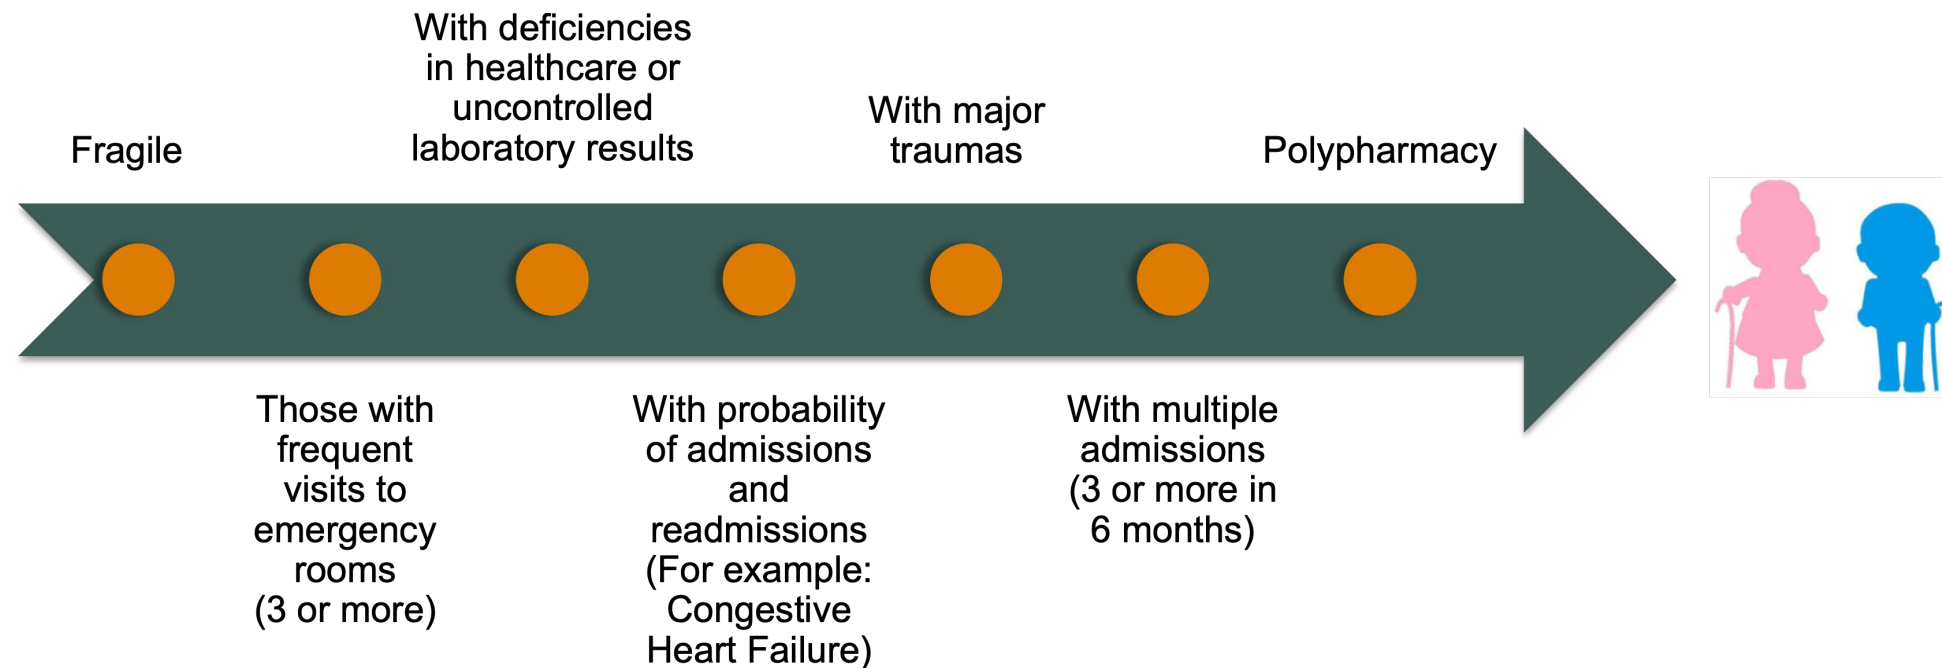 Fragile
Those with
frequent
visits to
emergency
rooms
(3 or more)
With deficiencies
in healthcare or
uncontrolled
laboratory results
With probability
of admissions
and
readmissions
(For example:
Congestive
Heart Failure)
With major
traumas
With multiple
admissions
(3 or more in
6 months)
Polypharmacy